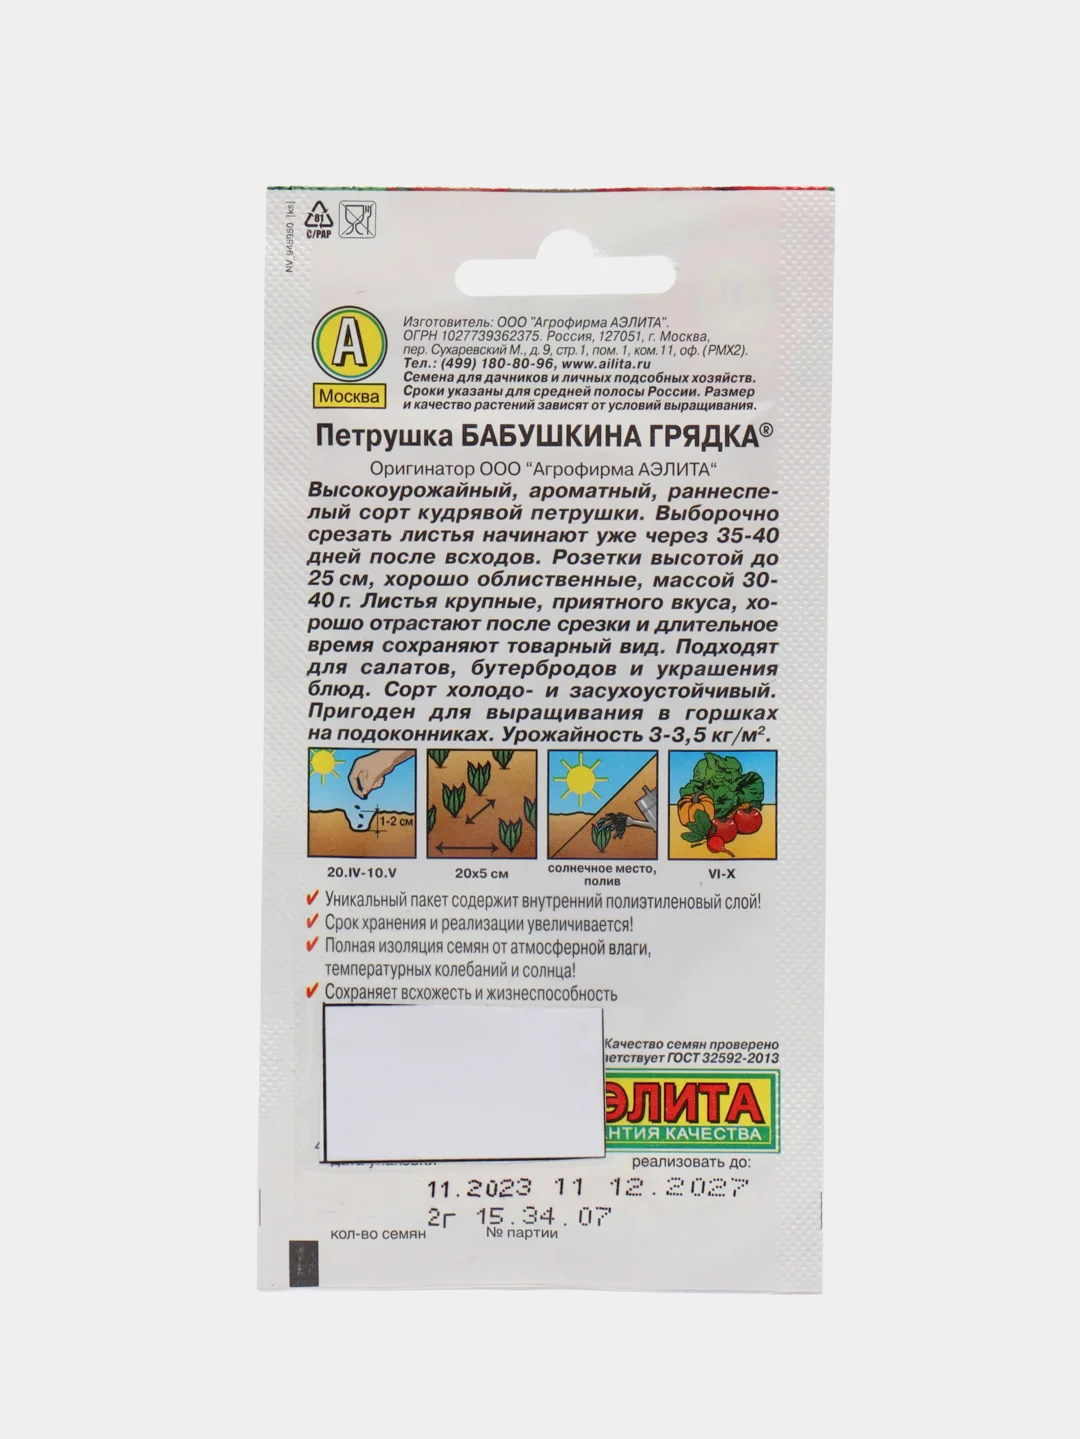 NV_945950 |ks|
81
C/PAP
A
Москва
Изготовитель: ООО "Агрофирма АЭЛИТА".
ОГРН 1027739362375. Россия, 127051, г. Москва,
пер. Сухаревский М., д. 9, стр. 1, пом. 1, ком. 11, оф. (РМХ2).
Тел.: (499) 180-80-96, www.ailita.ru
Семена для дачников и личных подсобных хозяйств.
Сроки указаны для средней полосы России. Размер
и качество растений зависят от условий выращивания.
Петрушка БАБУШКИНА ГРЯДКА®
Оригинатор ООО “Агрофирма АЭЛИТА“
Высокоурожайный, ароматный, раннеспе-
лый сорт кудрявой петрушки. Выборочно
срезать листья начинают уже через 35-40
дней после всходов. Розетки высотой до
25 см, хорошо облиственные, массой 30-
40 г. Листья крупные, приятного вкуса, хо-
рошо отрастают после срезки и длительное
время сохраняют товарный вид. Подходят
для салатов, бутербродов и украшения
блюд. Сорт холодо- и засухоустойчивый.
Пригоден для выращивания в горшках
на подоконниках. Урожайность 3-3,5 кг/м².
1-2 см
20.IV-10.V
20х5 см
солнечное место,
полив
VI-X
Уникальный пакет содержит внутренний полиэтиленовый слой!
Срок хранения и реализации увеличивается!
Полная изоляция семян от атмосферной влаги,
температурных колебаний и солнца!
Сохраняет всхожесть и жизнеспособность
Качество семян проверено
ГОСТ 32592-2013
ЭЛИТА
КАЧЕСТВА
реализовать до:
11.2023 11 12.2027
2г 15.34.07
кол-во семян № партии